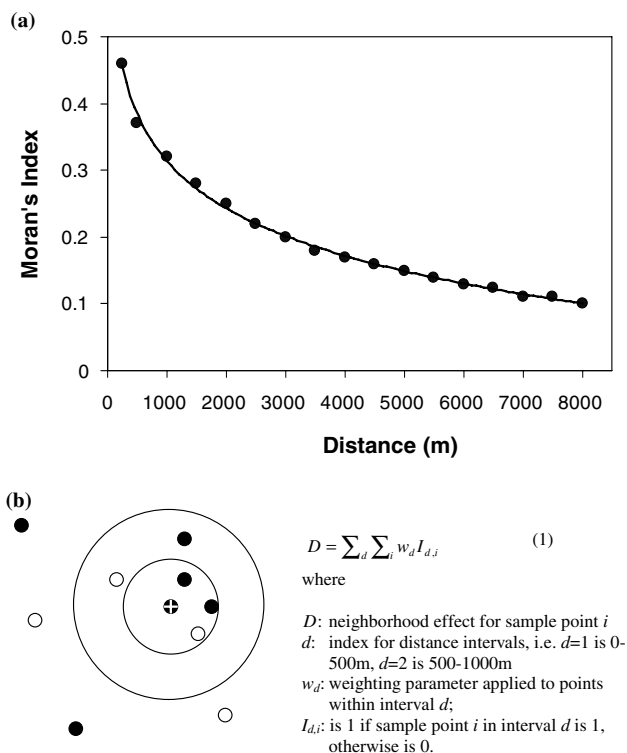 (a)
0.5
0.4
0.3
0.2
0.1
0
Moran's Index
0 1000 2000 3000 4000 5000 6000 7000 8000
Distance (m)
(b)
D = ∑d ∑i wd Id,i (1)
where
D: neighborhood effect for sample point i
d: index for distance intervals, i.e. d=1 is 0-
500m, d=2 is 500-1000m
wd: weighting parameter applied to points
within interval d;
Id,i: is 1 if sample point i in interval d is 1,
otherwise is 0.